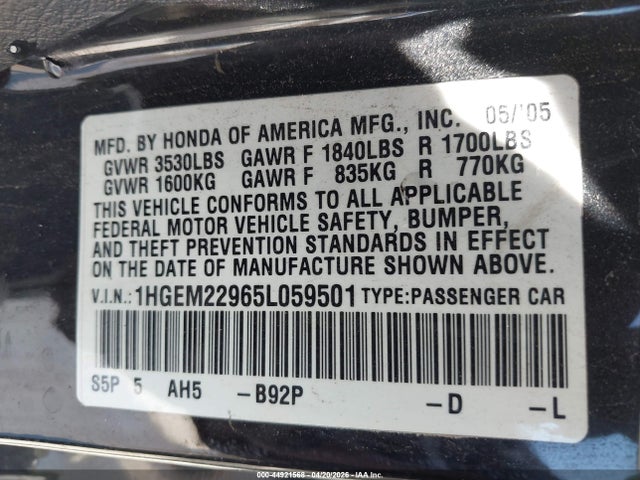 MFD. BY HONDA OF AMERICA MFG., INC. 05/'05
GVWR 3530LBS GAWR F 1840LBS R 1700LBS
GVWR 1600KG GAWR F 835KG R 770KG
THIS VEHICLE CONFORMS TO ALL APPLICABLE
FEDERAL MOTOR VEHICLE SAFETY, BUMPER,
AND THEFT PREVENTION STANDARDS IN EFFECT
ON THE DATE OF MANUFACTURE SHOWN ABOVE.
V.I.N.:1HGEM22965L059501 TYPE:PASSENGER CAR
S5P 5 AH5 -B92P -D -L
000-44921568 - 04/20/2026 - IAA Inc.